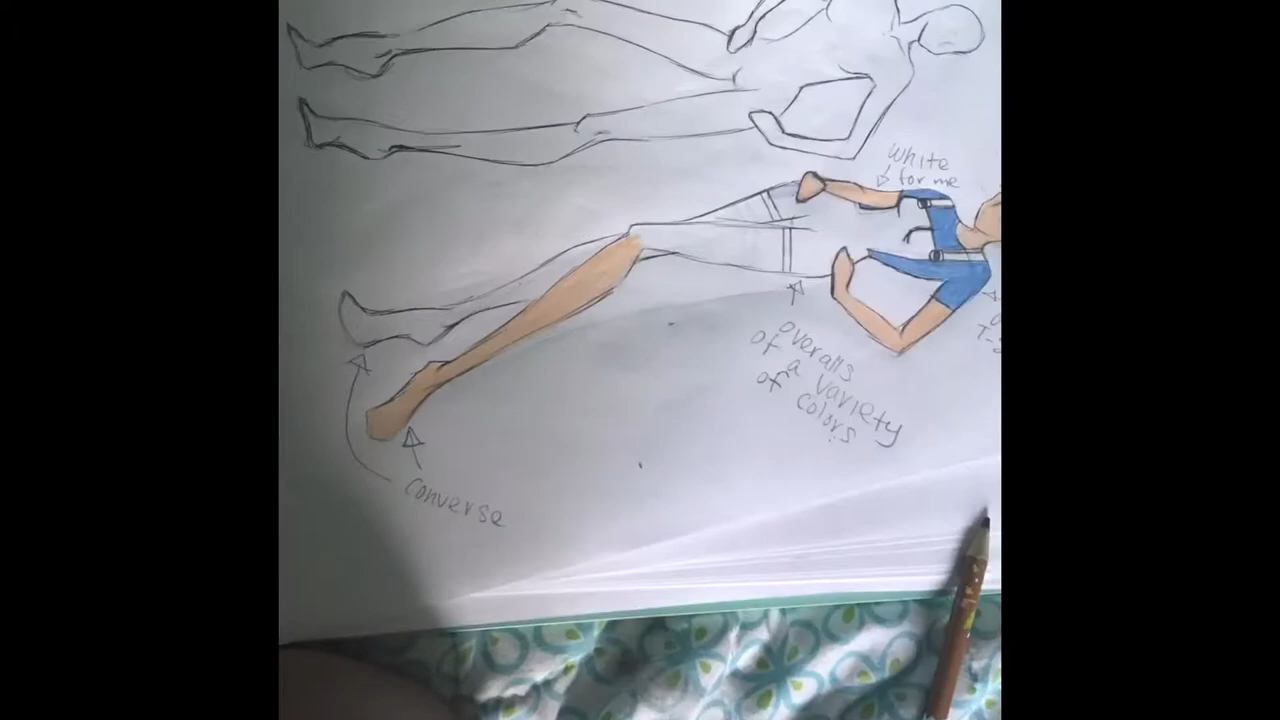 White
for me
Overalls
of a Variety
of colors
Converse